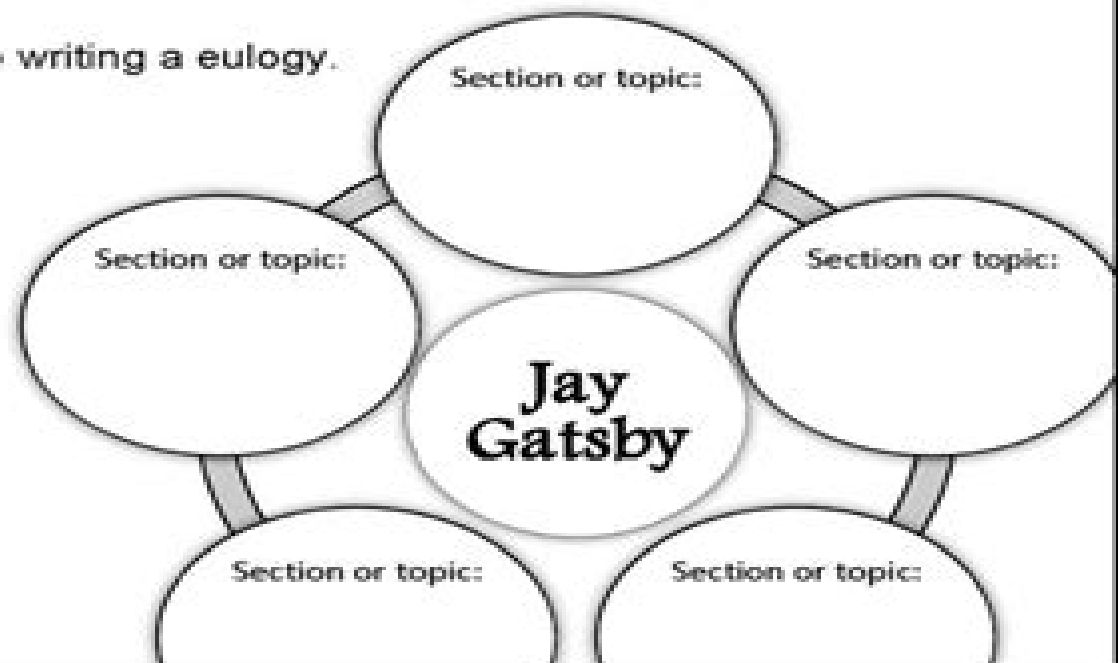 writing a eulogy.
Section or topic:
Section or topic:
Section or topic:
Jay
Gatsby
Section or topic:
Section or topic: